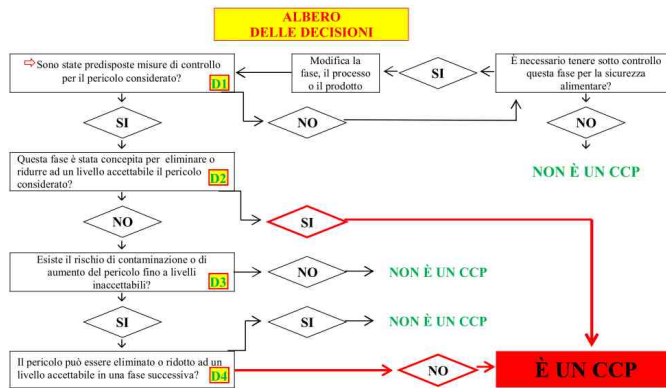 ALBERO
DELLE DECISIONI
⇨Sono state predisposte misure di controllo
per il pericolo considerato?
D1
Modifica la
fase, il processo
o il prodotto
SI
È necessario tenere sotto controllo
questa fase per la sicurezza
alimentare?
SI
NO
NO
NON È UN CCP
Questa fase è stata concepita per eliminare o
ridurre ad un livello accettabile il pericolo
considerato?
D2
NO
SI
Esiste il rischio di contaminazione o di
aumento del pericolo fino a livelli
inaccettabili?
D3
NO
NON È UN CCP
SI
SI
NON È UN CCP
Il pericolo può essere eliminato o ridotto ad un
livello accettabile in una fase successiva?
D4
NO
È UN CCP